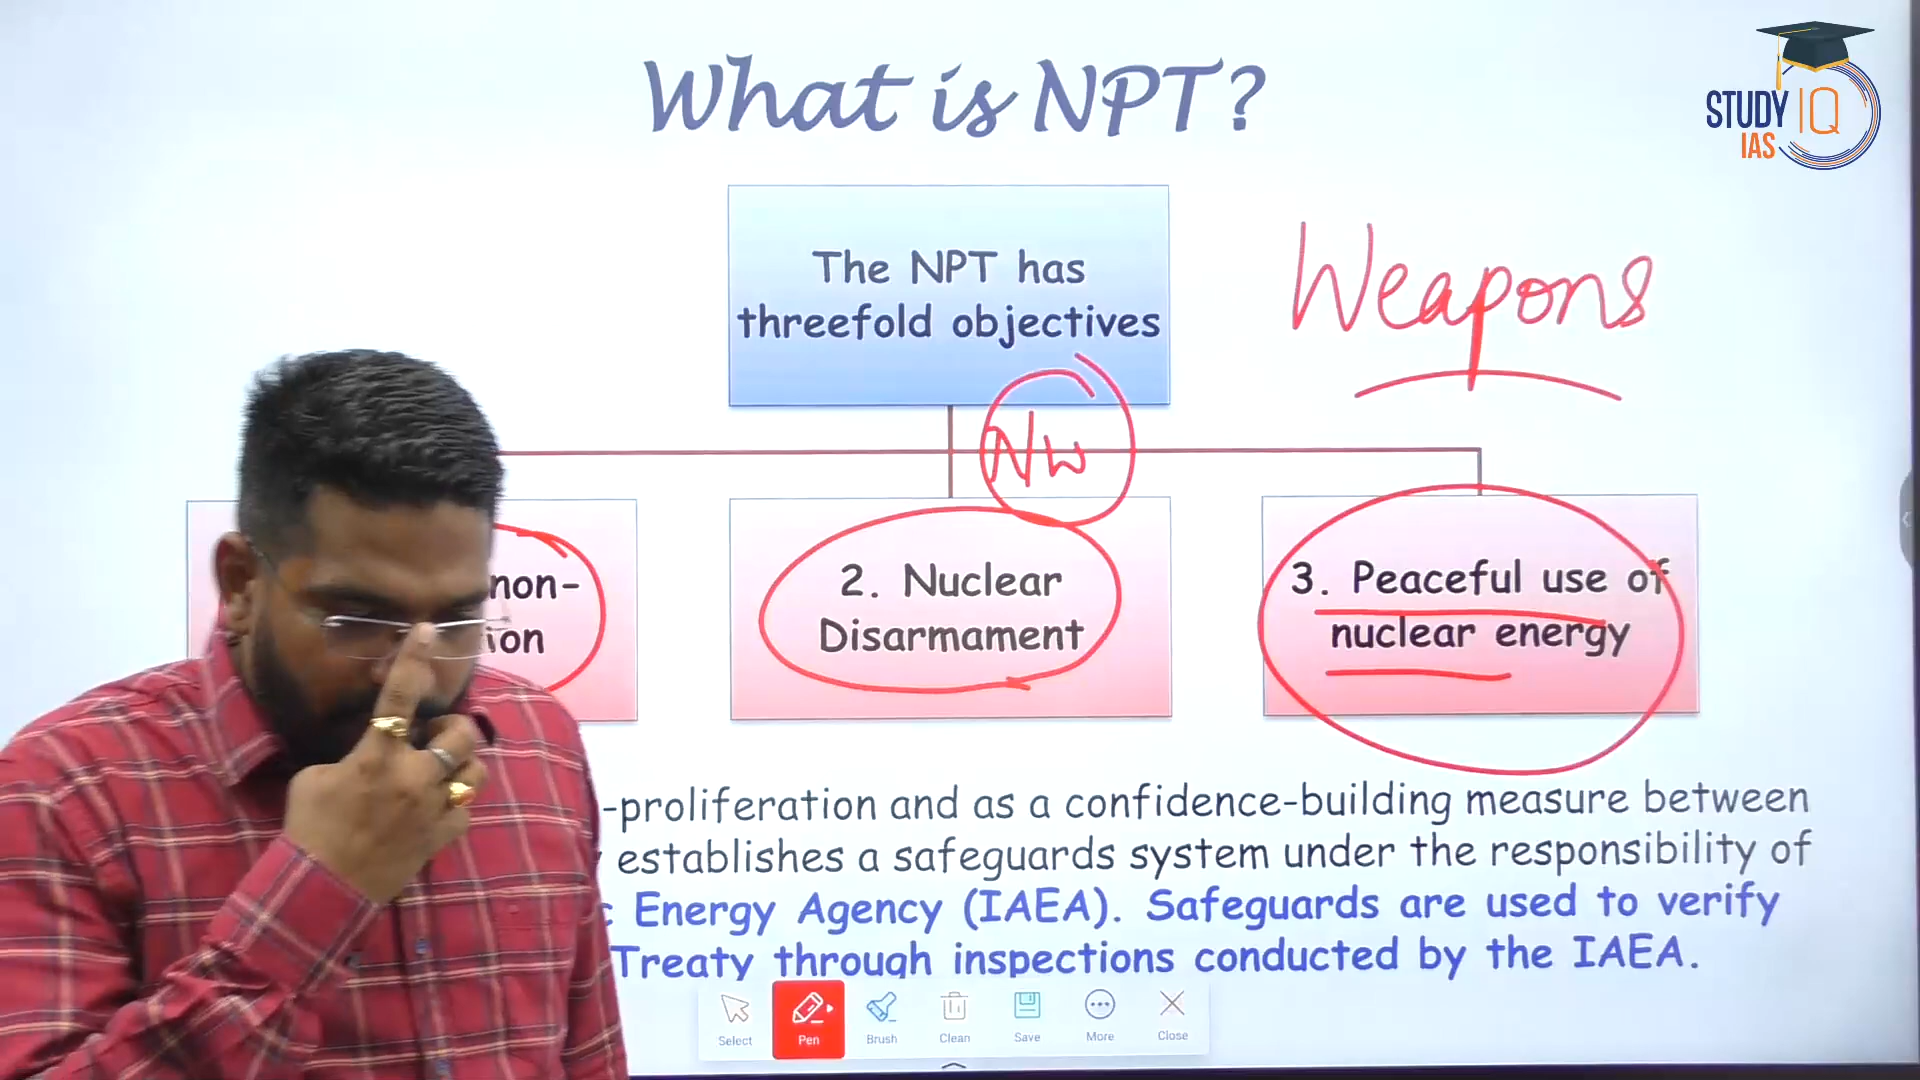 What is NPT?
STUDY IQ
IAS
The NPT has
threefold objectives
Weapons
NW
non-
ion
2. Nuclear
Disarmament
3. Peaceful use of
nuclear energy
-proliferation and as a confidence-building measure between
establishes a safeguards system under the responsibility of
c Energy Agency (IAEA). Safeguards are used to verify
Treaty through inspections conducted by the IAEA.
Select Pen Brush Clean Save More Close